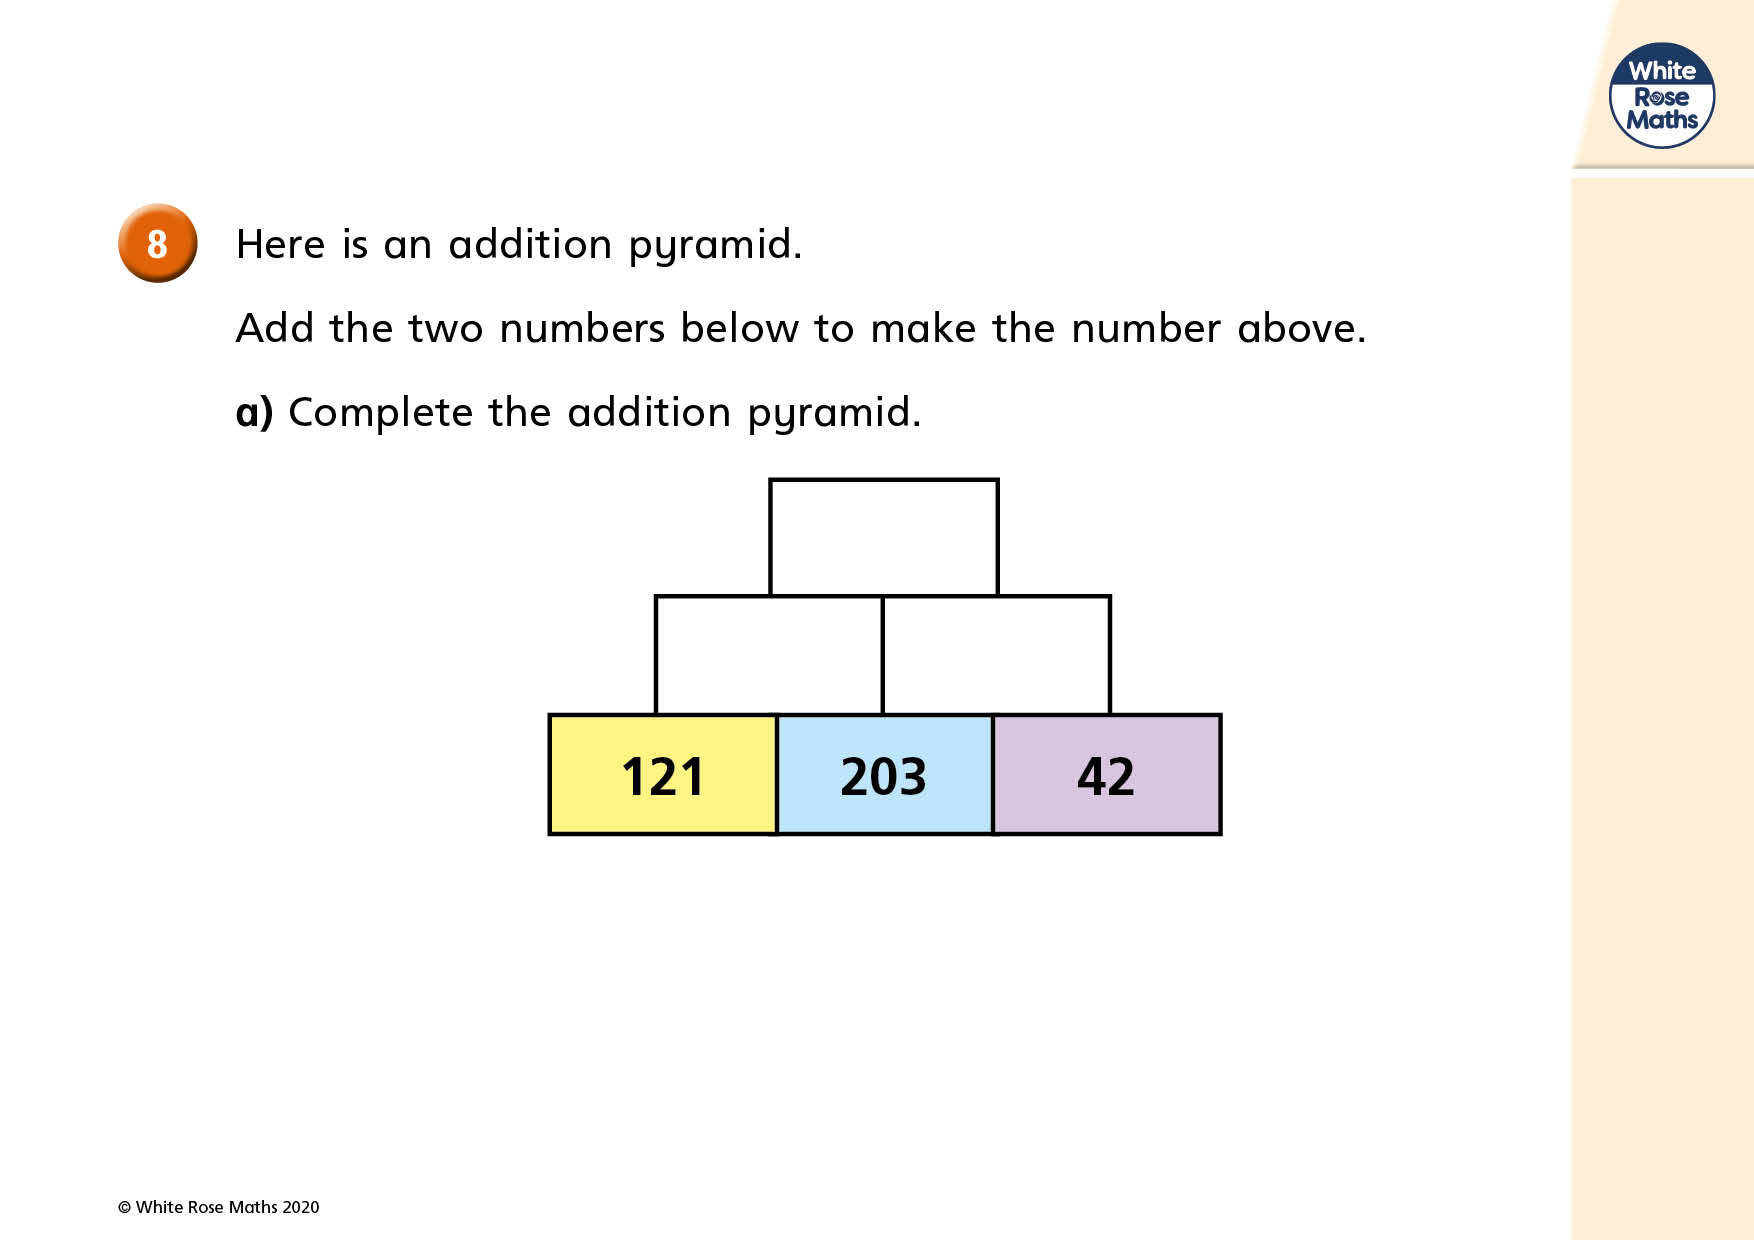 White
Rose
Maths
8 Here is an addition pyramid.
Add the two numbers below to make the number above.
a) Complete the addition pyramid.
121 203 42
© White Rose Maths 2020